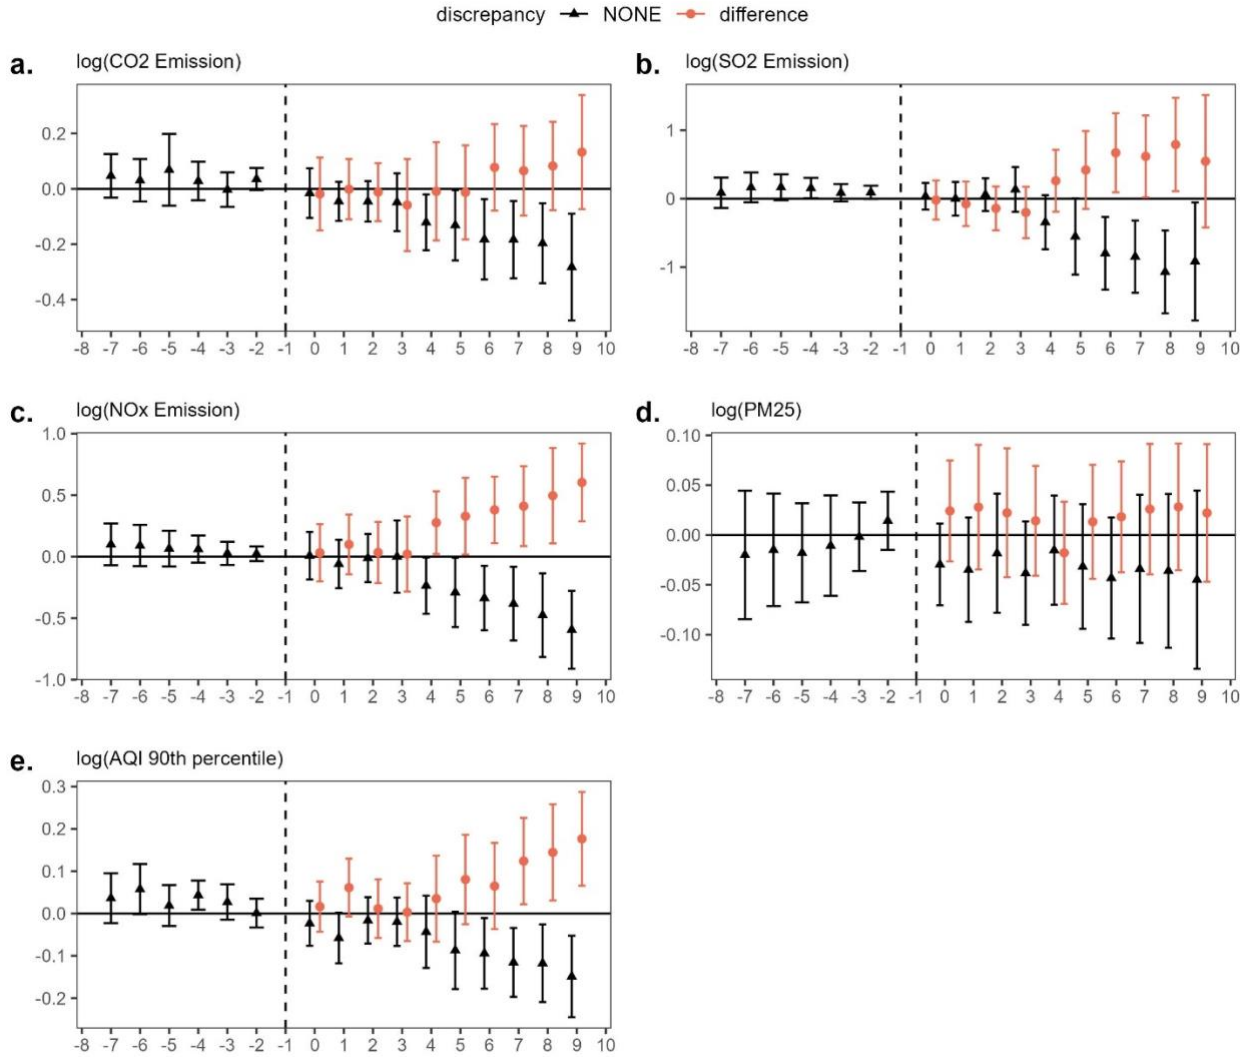 discrepancy NONE difference
a. log(CO2 Emission)
0.2
0.0
-0.2
-0.4
-8 -7 -6 -5 -4 -3 -2 -1 0 1 2 3 4 5 6 7 8 9 10
b. log(SO2 Emission)
1
0
-1
-8 -7 -6 -5 -4 -3 -2 -1 0 1 2 3 4 5 6 7 8 9 10
c. log(NOx Emission)
1.0
0.5
0.0
-0.5
-1.0
-8 -7 -6 -5 -4 -3 -2 -1 0 1 2 3 4 5 6 7 8 9 10
d. log(PM25)
0.10
0.05
0.00
-0.05
-0.10
-8 -7 -6 -5 -4 -3 -2 -1 0 1 2 3 4 5 6 7 8 9 10
e. log(AQI 90th percentile)
0.3
0.2
0.1
0.0
-0.1
-0.2
-8 -7 -6 -5 -4 -3 -2 -1 0 1 2 3 4 5 6 7 8 9 10